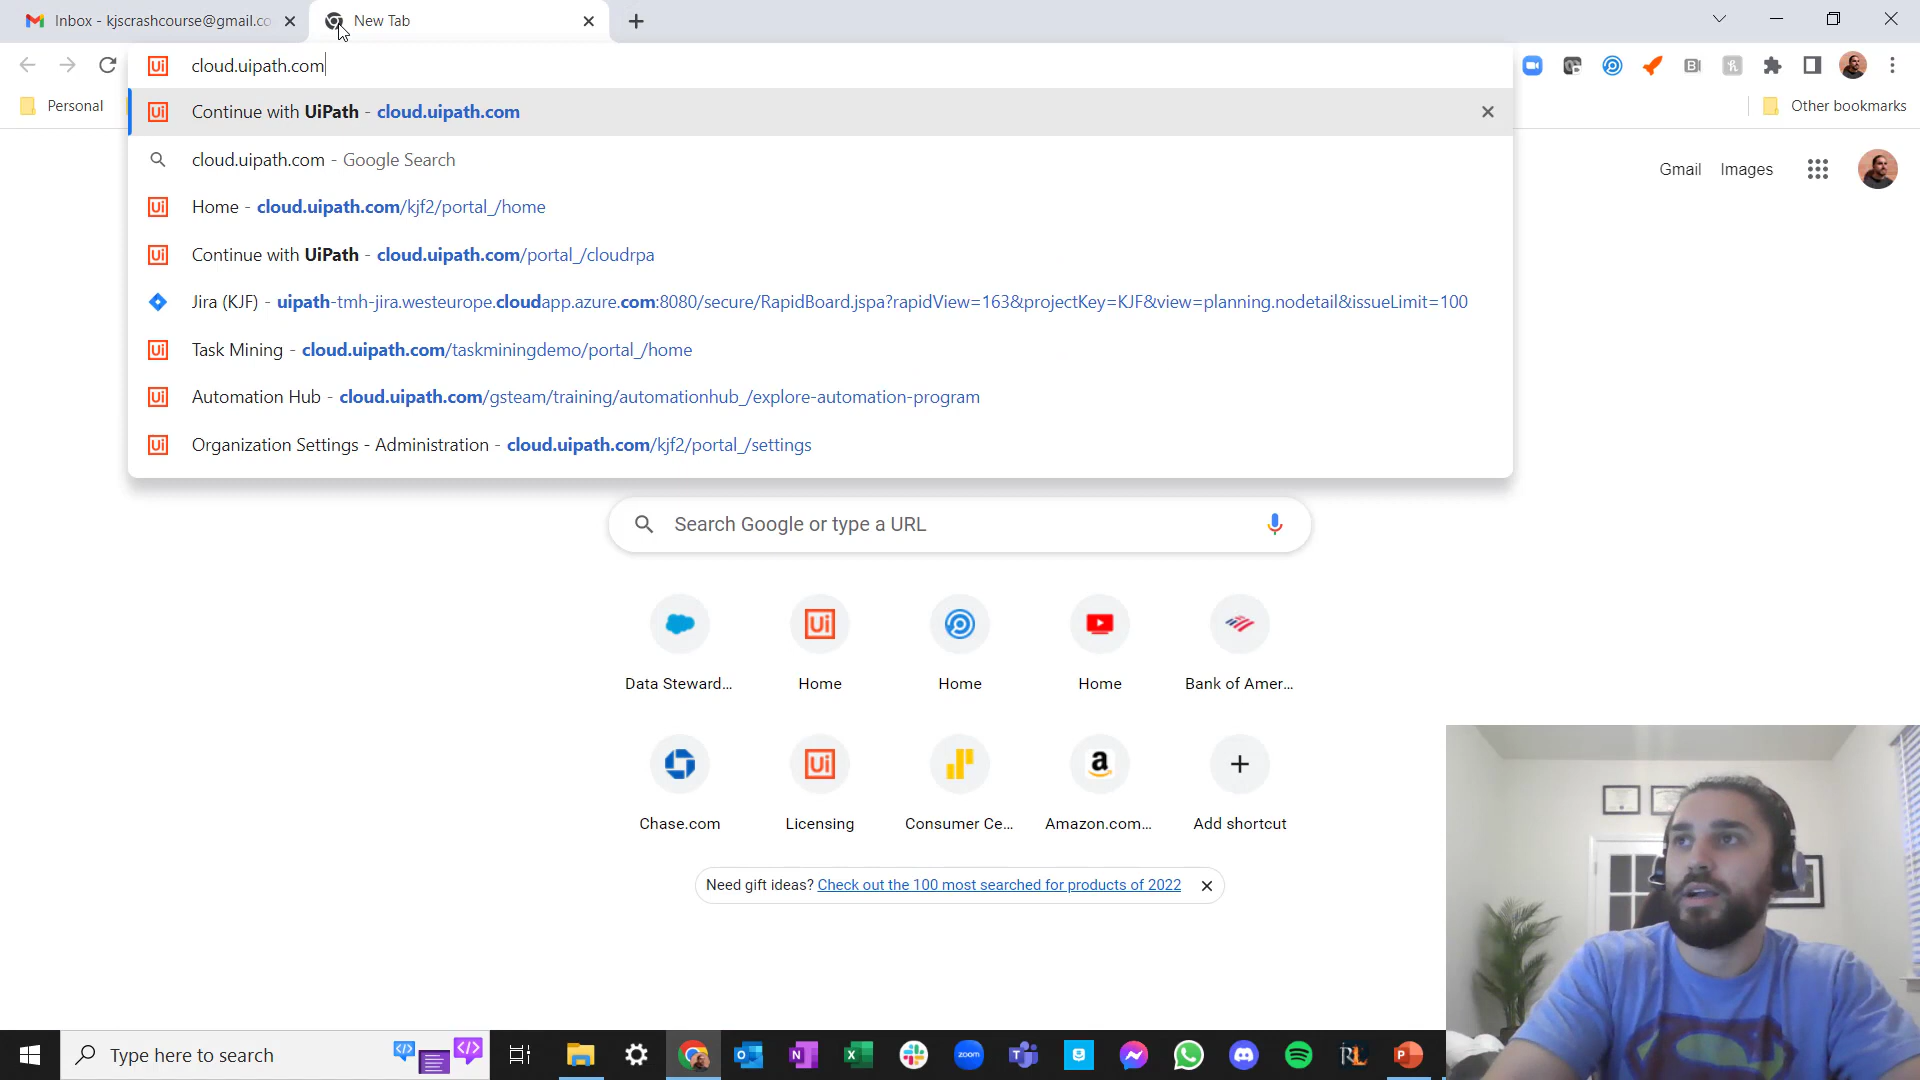 Inbox - kjscrashcourse@gmail.co
New Tab
cloud.uipath.com
Personal
Other bookmarks
Continue with UiPath - cloud.uipath.com
cloud.uipath.com - Google Search
Home - cloud.uipath.com/kjf2/portal_/home
Continue with UiPath - cloud.uipath.com/portal_/cloudrpa
Jira (KJF) - uipath-tmh-jira.westeurope.cloudapp.azure.com:8080/secure/RapidBoard.jspa?rapidView=163&projectKey=KJF&view=planning.nodetail&issueLimit=100
Task Mining - cloud.uipath.com/taskminingdemo/portal_/home
Automation Hub - cloud.uipath.com/gsteam/training/automationhub_/explore-automation-program
Organization Settings - Administration - cloud.uipath.com/kjf2/portal_/settings
Gmail Images
Search Google or type a URL
Data Steward... Home Home Home Bank of Amer...
Chase.com Licensing Consumer Ce... Amazon.com... Add shortcut
Need gift ideas? Check out the 100 most searched for products of 2022
Type here to search